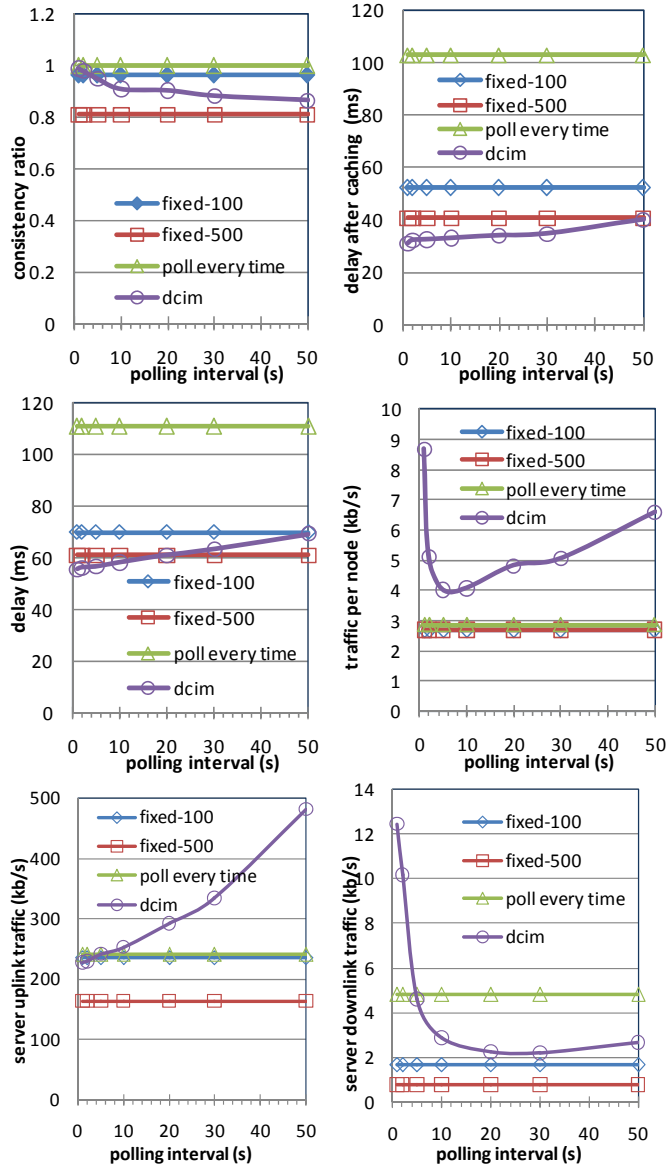 1.2
1
0.8
0.6
0.4
0.2
0
consistency ratio
fixed-100
fixed-500
poll every time
dcim
0 10 20 30 40 50
polling interval (s)
120
100
80
60
40
20
0
delay after caching (ms)
fixed-100
fixed-500
poll every time
dcim
0 10 20 30 40 50
polling interval (s)
120
100
80
60
40
20
0
delay (ms)
fixed-100
fixed-500
poll every time
dcim
0 10 20 30 40 50
polling interval (s)
10
9
8
7
6
5
4
3
2
1
0
traffic per node (kb/s)
fixed-100
fixed-500
poll every time
dcim
0 10 20 30 40 50
polling interval (s)
500
400
300
200
100
0
server uplink traffic (kb/s)
fixed-100
fixed-500
poll every time
dcim
0 10 20 30 40 50
polling interval (s)
14
12
10
8
6
4
2
0
server downlink traffic (kb/s)
fixed-100
fixed-500
poll every time
dcim
0 10 20 30 40 50
polling interval (s)